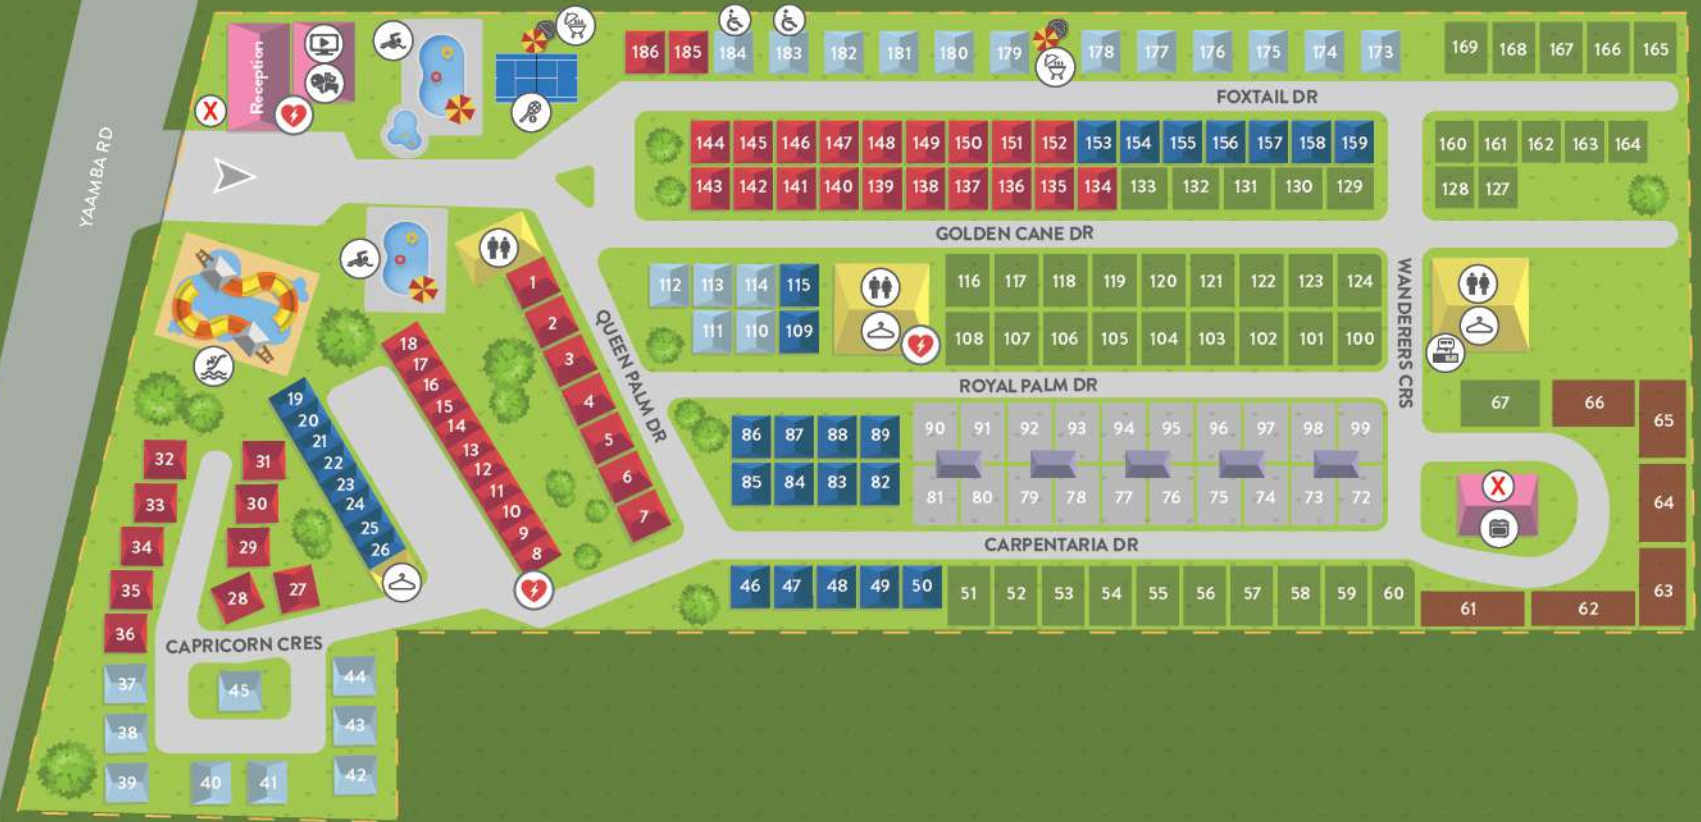 YAAMBA RD
Reception
X
186 185 184 183 182 181 180 179 178 177 176 175 174 173 169 168 167 166 165
FOXTAIL DR
144 145 146 147 148 149 150 151 152 153 154 155 156 157 158 159 160 161 162 163 164
143 142 141 140 139 138 137 136 135 134 133 132 131 130 129 128 127
GOLDEN CANE DR
112 113 114 115 116 117 118 119 120 121 122 123 124
111 110 109 108 107 106 105 104 103 102 101 100
WANDERERS CRS
QUEEN PALM DR
ROYAL PALM DR
1
2
3
4
5
6
7
18
17
16
15
14
13
12
11
10
9
8
19
20
21
22
23
24
25
26
86 87 88 89 90 91 92 93 94 95 96 97 98 99
85 84 83 82 81 80 79 78 77 76 75 74 73 72
67 66 65
64
63
X
CARPENTARIA DR
46 47 48 49 50 51 52 53 54 55 56 57 58 59 60 61 62
32 31
33 30
34 29
35 28 27
36
CAPRICORN CRES
37 45 44
38 43
39 40 41 42